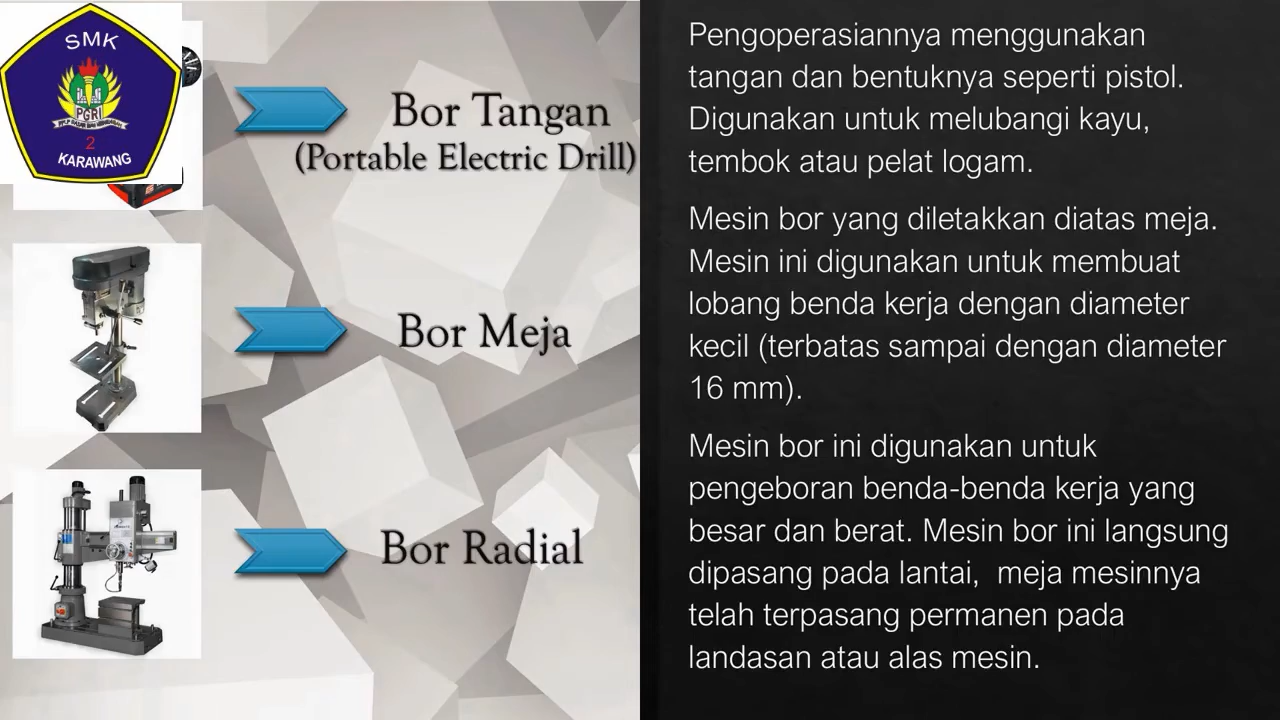 SMK
PGRI
2
KARAWANG
Bor Tangan
(Portable Electric Drill)
Pengoperasiannya menggunakan
tangan dan bentuknya seperti pistol.
Digunakan untuk melubangi kayu,
tembok atau pelat logam.
Bor Meja
Mesin bor yang diletakkan diatas meja.
Mesin ini digunakan untuk membuat
lobang benda kerja dengan diameter
kecil (terbatas sampai dengan diameter
16 mm).
Bor Radial
Mesin bor ini digunakan untuk
pengeboran benda-benda kerja yang
besar dan berat. Mesin bor ini langsung
dipasang pada lantai,  meja mesinnya
telah terpasang permanen pada
landasan atau alas mesin.